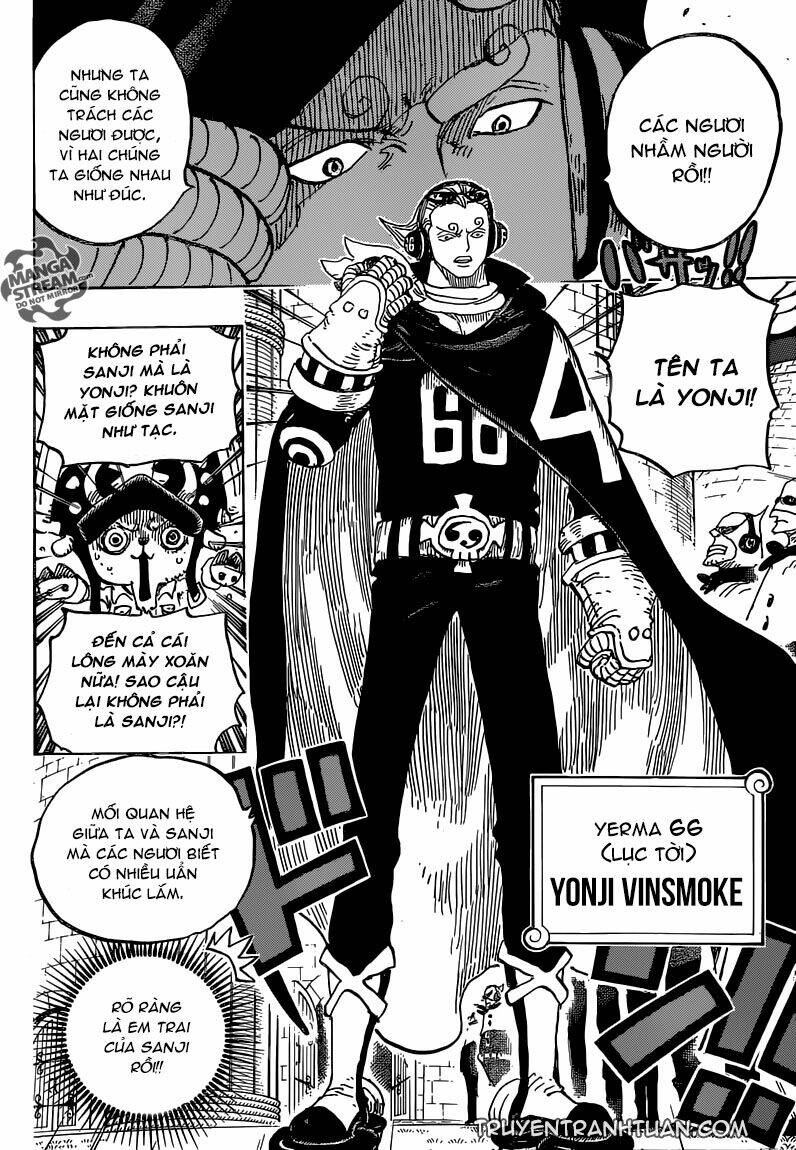 CÁC NGƯƠI
NHẦM NGƯỜI
RỒI!!
NHƯNG TA
CŨNG KHÔNG
TRÁCH CÁC
NGƯƠI ĐƯỢC,
VÌ HAI CHÚNG
TA GIỐNG NHAU
NHƯ ĐÚC.
バサッ!!
MANGA
STREAM.com
DO NOT MIRROR
TÊN TA
LÀ YONJI!
66
4
KHÔNG PHẢI
SANJI MÀ LÀ
YONJI? KHUÔN
MẶT GIỐNG SANJI
NHƯ TẠC.
ĐẾN CẢ CÁI
LÔNG MÀY XOĂN
NỮA! SAO CẬU
LẠI KHÔNG PHẢI
LÀ SANJI?!
YERMA 66
(LỤC TỜI)
YONJI VINSMOKE
MỐI QUAN HỆ
GIỮA TA VÀ SANJI
MÀ CÁC NGƯƠI BIẾT
CÓ NHIỀU UẨN
KHÚC LẮM.
RÕ RÀNG
LÀ EM TRAI
CỦA SANJI
RỒI!!
TRUYENTRANHTUAN.COM